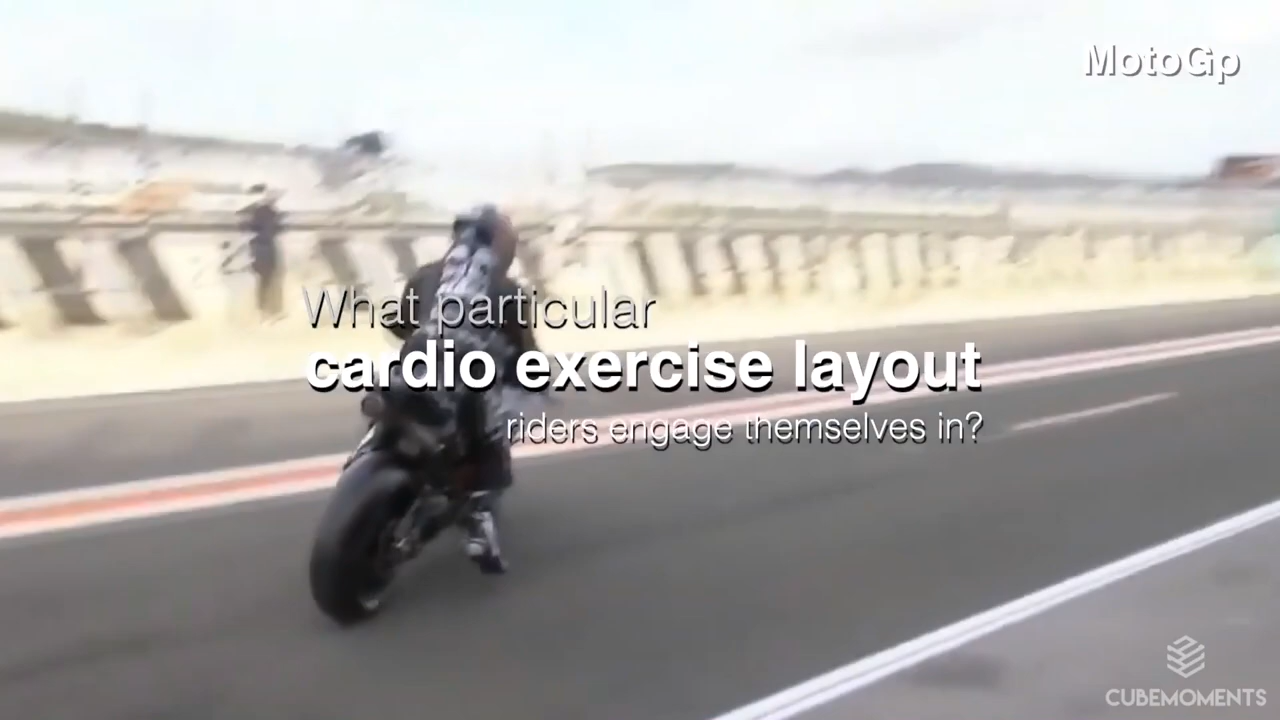 MotoGp
What particular
cardio exercise layout
riders engage themselves in?
CUBEMOMENTS